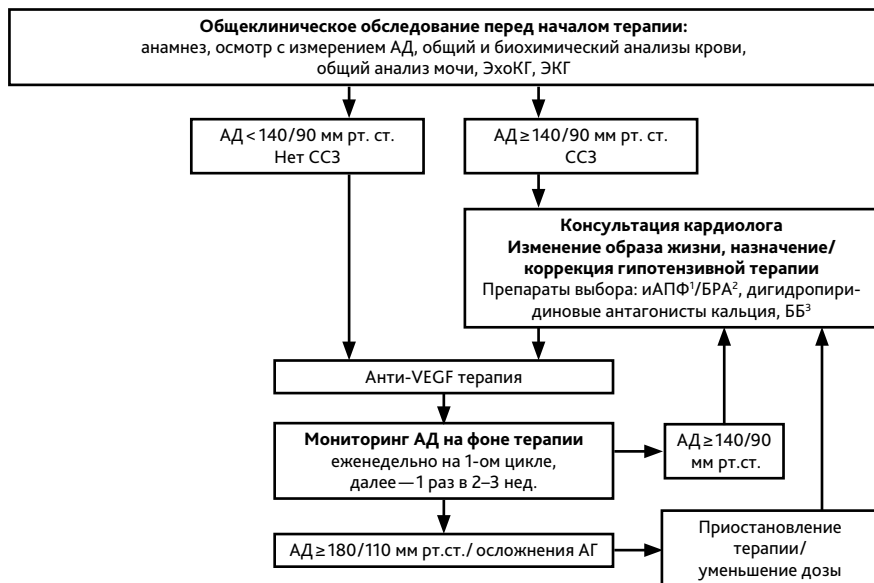 Общеклиническое обследование перед началом терапии:
анамнез, осмотр с измерением АД, общий и биохимический анализы крови,
общий анализ мочи, ЭхоКГ, ЭКГ
АД < 140/90 мм рт. ст.
Нет ССЗ
АД ≥ 140/90 мм рт. ст.
ССЗ
Консультация кардиолога
Изменение образа жизни, назначение/
коррекция гипотензивной терапии
Препараты выбора: иАПФ¹/БРА², дигидропири-
диновые антагонисты кальция, ББ³
Анти-VEGF терапия
Мониторинг АД на фоне терапии
еженедельно на 1-ом цикле,
далее — 1 раз в 2–3 нед.
АД ≥ 140/90
мм рт.ст.
АД ≥ 180/110 мм рт.ст./ осложнения АГ
Приостановление
терапии/
уменьшение дозы